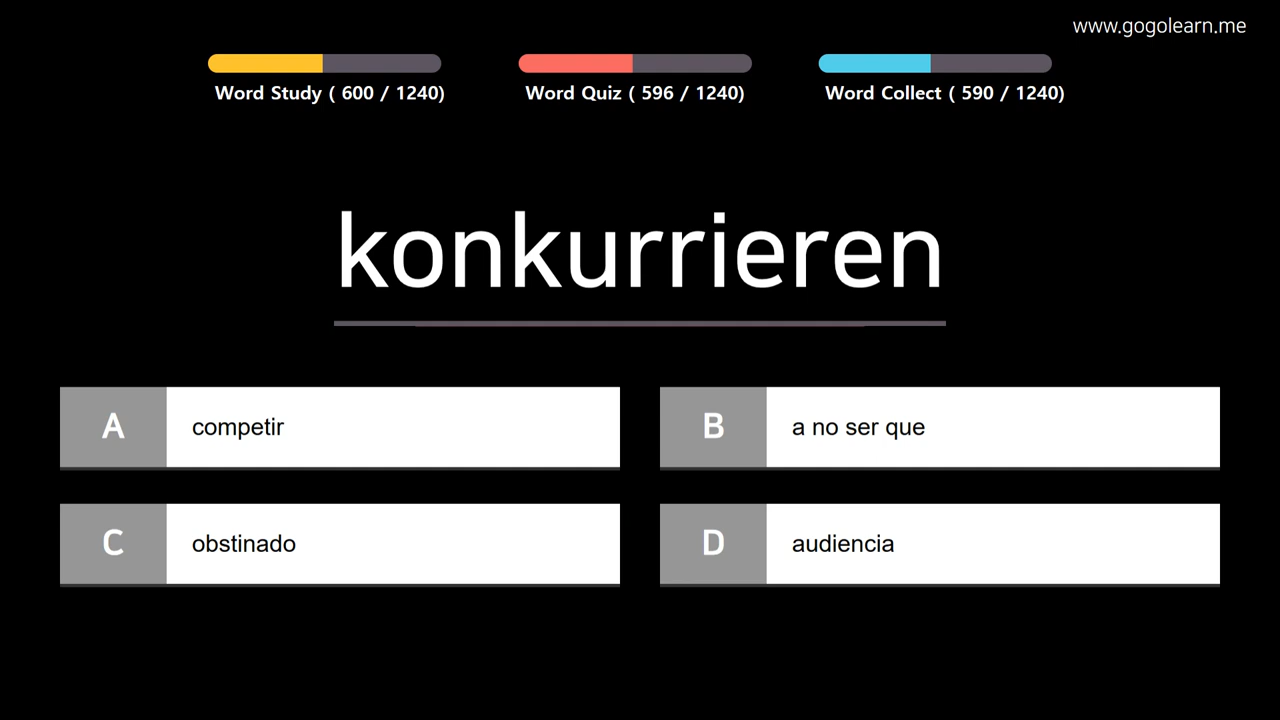 www.gogolearn.me
Word Study ( 600 / 1240)
Word Quiz ( 596 / 1240)
Word Collect ( 590 / 1240)
konkurrieren
A competir
B a no ser que
C obstinado
D audiencia